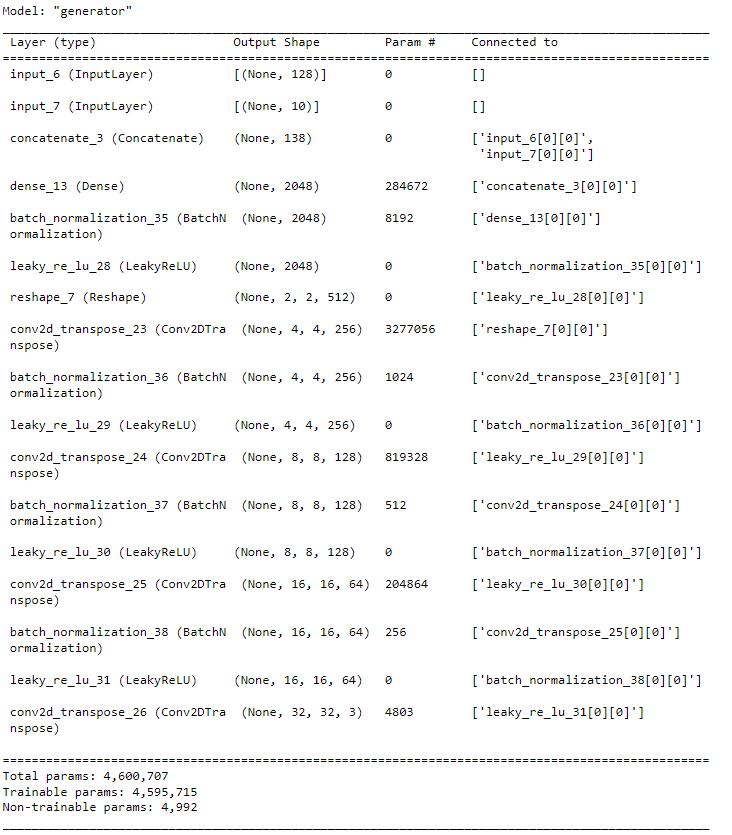 Model: "generator"
__________________________________________________________________________________________________
Layer (type) Output Shape Param # Connected to
==================================================================================================
input_6 (InputLayer) [(None, 128)] 0 []
input_7 (InputLayer) [(None, 10)] 0 []
concatenate_3 (Concatenate) (None, 138) 0 ['input_6[0][0]',
'input_7[0][0]']
dense_13 (Dense) (None, 2048) 284672 ['concatenate_3[0][0]']
batch_normalization_35 (BatchN (None, 2048) 8192 ['dense_13[0][0]']
ormalization)
leaky_re_lu_28 (LeakyReLU) (None, 2048) 0 ['batch_normalization_35[0][0]']
reshape_7 (Reshape) (None, 2, 2, 512) 0 ['leaky_re_lu_28[0][0]']
conv2d_transpose_23 (Conv2DTra (None, 4, 4, 256) 3277056 ['reshape_7[0][0]']
nspose)
batch_normalization_36 (BatchN (None, 4, 4, 256) 1024 ['conv2d_transpose_23[0][0]']
ormalization)
leaky_re_lu_29 (LeakyReLU) (None, 4, 4, 256) 0 ['batch_normalization_36[0][0]']
conv2d_transpose_24 (Conv2DTra (None, 8, 8, 128) 819328 ['leaky_re_lu_29[0][0]']
nspose)
batch_normalization_37 (BatchN (None, 8, 8, 128) 512 ['conv2d_transpose_24[0][0]']
ormalization)
leaky_re_lu_30 (LeakyReLU) (None, 8, 8, 128) 0 ['batch_normalization_37[0][0]']
conv2d_transpose_25 (Conv2DTra (None, 16, 16, 64) 204864 ['leaky_re_lu_30[0][0]']
nspose)
batch_normalization_38 (BatchN (None, 16, 16, 64) 256 ['conv2d_transpose_25[0][0]']
ormalization)
leaky_re_lu_31 (LeakyReLU) (None, 16, 16, 64) 0 ['batch_normalization_38[0][0]']
conv2d_transpose_26 (Conv2DTra (None, 32, 32, 3) 4803 ['leaky_re_lu_31[0][0]']
nspose)
==================================================================================================
Total params: 4,600,707
Trainable params: 4,595,715
Non-trainable params: 4,992
__________________________________________________________________________________________________